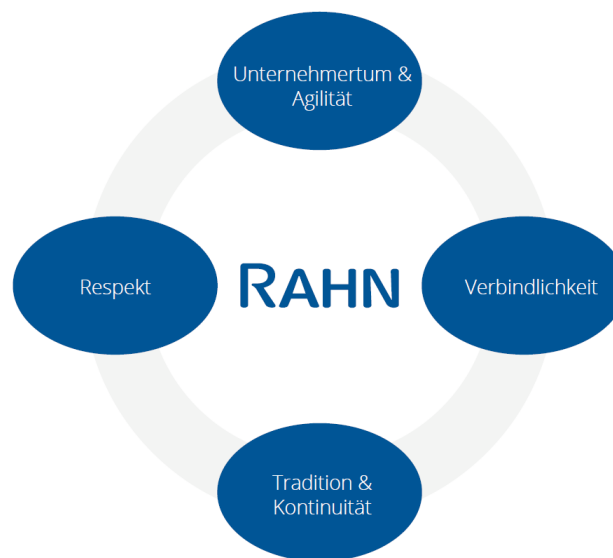 Unternehmertum &
Agilität
Respekt
RAHN
Verbindlichkeit
Tradition &
Kontinuität